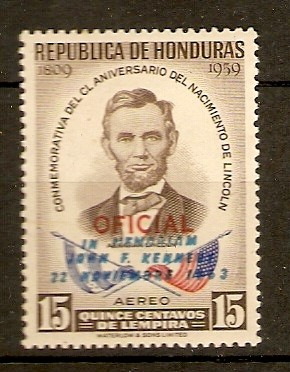 REPUBLICA DE HONDURAS
1809 1959
CONMEMORATIVA DEL CL ANIVERSARIO DEL NACIMIENTO DE LINCOLN
OFICIAL
IN MEMORIAM
JOHN F. KENNEDY
22 NOVIEMBRE 1963
AEREO
15 QUINCE CENTAVOS 15
DE LEMPIRA
WATERLOW & SONS LIMITED